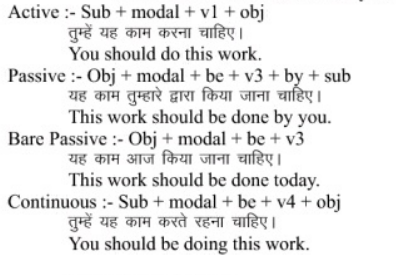 Active :- Sub + modal + v1 + obj
तुम्हें यह काम करना चाहिए।
You should do this work.
Passive :- Obj + modal + be + v3 + by + sub
यह काम तुम्हारे द्वारा किया जाना चाहिए।
This work should be done by you.
Bare Passive :- Obj + modal + be + v3
यह काम आज किया जाना चाहिए।
This work should be done today.
Continuous :- Sub + modal + be + v4 + obj
तुम्हें यह काम करते रहना चाहिए।
You should be doing this work.